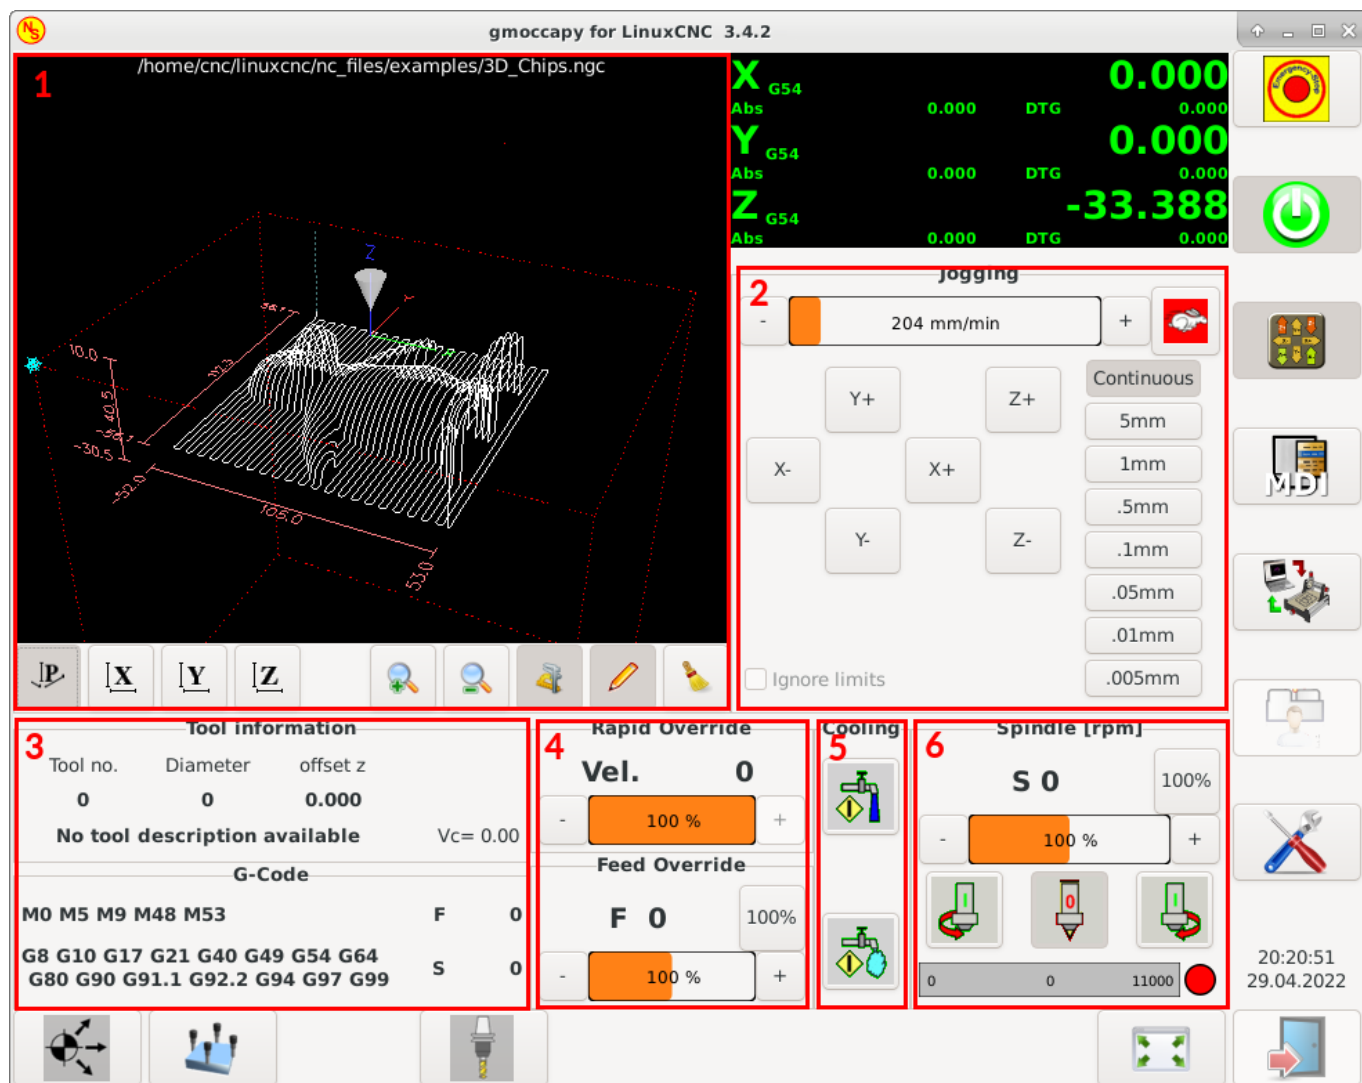 gmoccapy for LinuxCNC 3.4.2
1
/home/cnc/linuxcnc/nc_files/examples/3D_Chips.ngc
X G54 0.000
Abs 0.000 DTG 0.000
Y G54 0.000
Abs 0.000 DTG 0.000
Z G54 -33.388
Abs 0.000 DTG 0.000
Emergency-Stop
Z
10.0
40.5
-30.5
-52.0
105.0
53.0
P X Y Z
2
Jogging
- 204 mm/min +
Continuous
Y+ Z+
5mm
X- X+
1mm
.5mm
Y- Z-
.1mm
.05mm
.01mm
Ignore limits
.005mm
MDI
3
Tool information
Tool no. Diameter offset z
0 0 0.000
No tool description available Vc= 0.00
G-Code
M0 M5 M9 M48 M53 F 0
G8 G10 G17 G21 G40 G49 G54 G64
G80 G90 G91.1 G92.2 G94 G97 G99
S 0
4
Rapid Override
Vel. 0
- 100 % +
Feed Override
F 0 100%
- 100 % +
5
Cooling
6
Spindle [rpm]
S 0 100%
- 100 % +
I 0 I
0 0 11000
20:20:51
29.04.2022